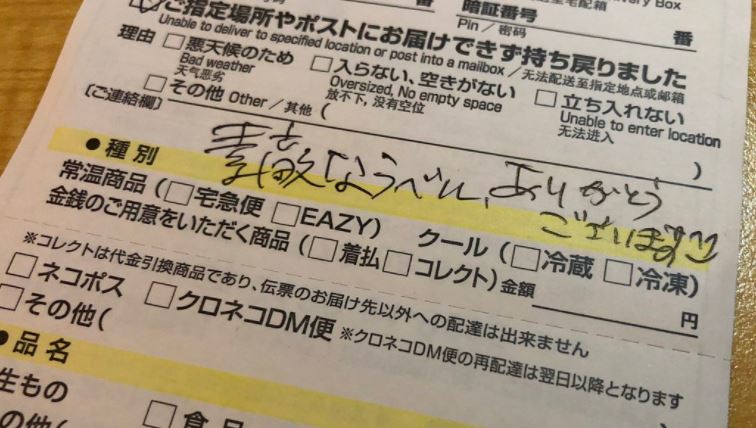 暗証番号
Pin / 密码
番
ご指定場所やポストにお届けできず持ち戻りました
Unable to deliver to specified location or post into a mailbox / 无法配送至指定地点或邮箱
理由 □ 悪天候のため □ 入らない、空きがない □ 立ち入れない
Bad weather Oversized, No empty space Unable to enter location
天气恶劣 放不下, 没有空位 无法进入
□ その他 Other / 其他 (
〔ご連絡欄〕 )
素敵なラベル、ありがとう
ございます
● 種別
常温商品 ( □ 宅急便 □ EAZY) クール ( □ 冷蔵 □ 冷凍)
金銭のご用意をいただく商品 ( □ 着払 □ コレクト) 金額 円
※コレクトは代金引換商品であり、伝票のお届け先以外への配達は出来ません
□ ネコポス □ クロネコDM便 ※クロネコDM便の再配達は翌日以降となります
□ その他( )
● 品名
生もの □ 食品